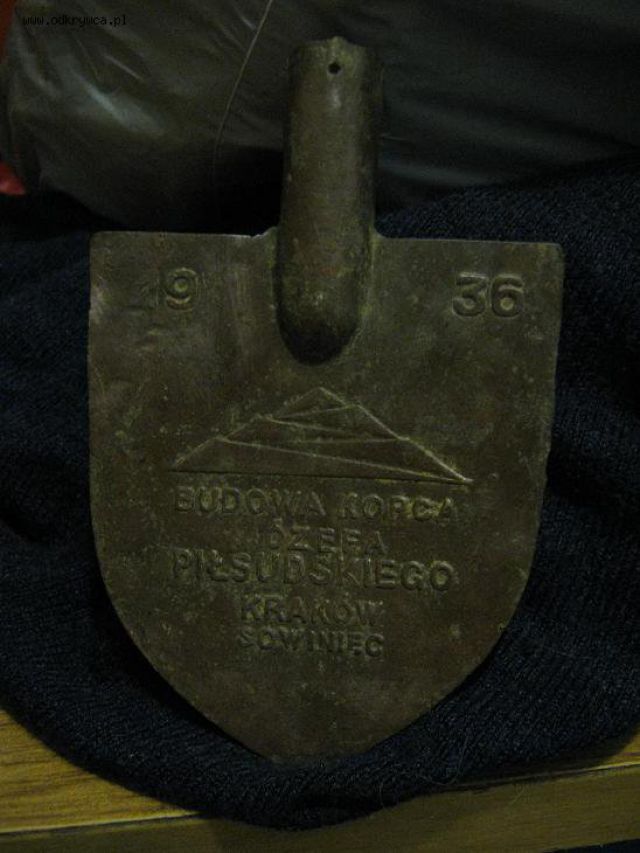 www.odkrywca.pl
19 36
BUDOWA KOPCA
JÓZEFA
PIŁSUDSKIEGO
KRAKÓW
SOWINIEC